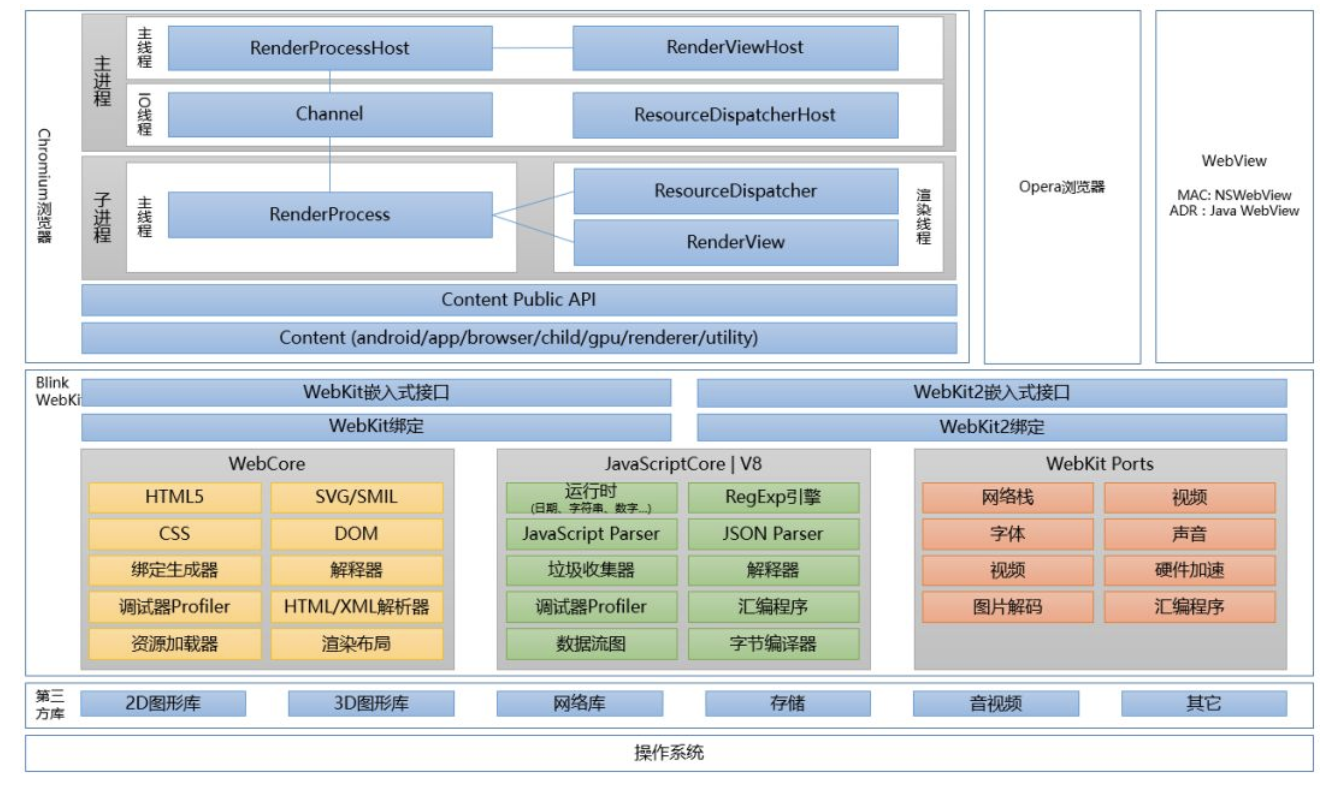 Chromium浏览器
主进程
主线程
RenderProcessHost
RenderViewHost
IO线程
Channel
ResourceDispatcherHost
子进程
主线程
RenderProcess
ResourceDispatcher
RenderView
渲染线程
Content Public API
Content (android/app/browser/child/gpu/renderer/utility)
Opera浏览器
WebView
MAC: NSWebView
ADR : Java WebView
Blink
WebKit
WebKit嵌入式接口
WebKit2嵌入式接口
WebKit绑定
WebKit2绑定
WebCore
HTML5
SVG/SMIL
CSS
DOM
绑定生成器
解释器
调试器Profiler
HTML/XML解析器
资源加载器
渲染布局
JavaScriptCore | V8
运行时
(日期、字符串、数字...)
RegExp引擎
JavaScript Parser
JSON Parser
垃圾收集器
解释器
调试器Profiler
汇编程序
数据流图
字节编译器
WebKit Ports
网络栈
视频
字体
声音
视频
硬件加速
图片解码
汇编程序
第三
方库
2D图形库
3D图形库
网络库
存储
音视频
其它
操作系统